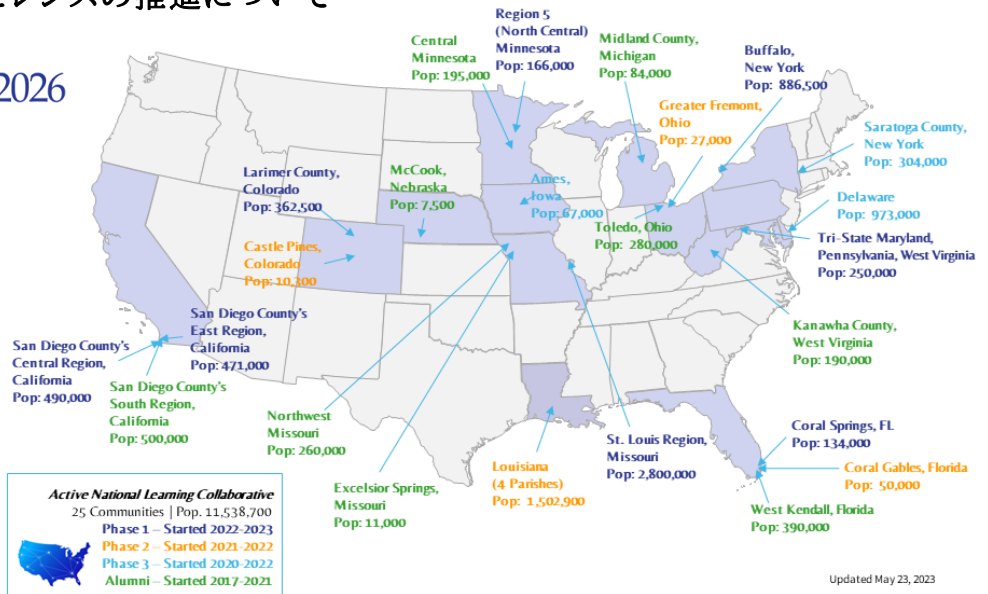 レンスの推進について
2026
Central
Minnesota
Pop: 195,000
Region 5
(North Central)
Minnesota
Pop: 166,000
Midland County,
Michigan
Pop: 84,000
Buffalo,
New York
Pop: 886,500
Greater Fremont,
Ohio
Pop: 27,000
Saratoga County,
New York
Pop: 304,000
Larimer County,
Colorado
Pop: 362,500
McCook,
Nebraska
Pop: 7,500
Ames,
Iowa
Pop: 67,000
Toledo, Ohio
Pop: 280,000
Delaware
Pop: 973,000
Tri-State Maryland,
Pennsylvania, West Virginia
Pop: 250,000
Castle Pines,
Colorado
Pop: 10,300
San Diego County's
East Region,
California
Pop: 471,000
San Diego County's
Central Region,
California
Pop: 490,000
San Diego County's
South Region,
California
Pop: 500,000
Kanawha County,
West Virginia
Pop: 190,000
Northwest
Missouri
Pop: 260,000
Excelsior Springs,
Missouri
Pop: 11,000
Louisiana
(4 Parishes)
Pop: 1,502,900
St. Louis Region,
Missouri
Pop: 2,800,000
Coral Springs, FL
Pop: 134,000
Coral Gables, Florida
Pop: 50,000
West Kendall, Florida
Pop: 390,000
Active National Learning Collaborative
25 Communities | Pop. 11,538,700
Phase 1 – Started 2022-2023
Phase 2 – Started 2021-2022
Phase 3 – Started 2020-2022
Alumni – Started 2017-2021
Updated May 23, 2023